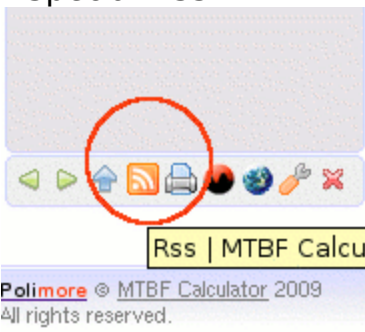 Rss | MTBF Calcu
Polimore © MTBF Calculator 2009
All rights reserved.